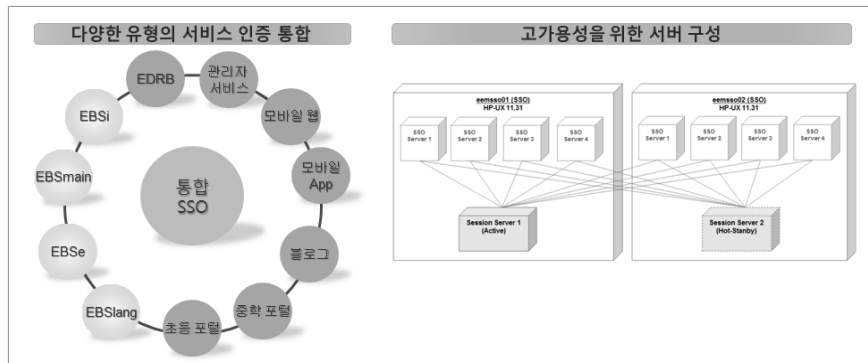 다양한 유형의 서비스 인증 통합
EDRB
관리자
서비스
모바일 웹
모바일
App
블로그
중학 포털
초등 포털
EBSlang
EBSe
EBSmain
EBSi
통합
SSO
고가용성을 위한 서버 구성
eemsso01 (SSO)
HP-UX 11.31
SSO
Server 1
SSO
Server 2
SSO
Server 3
SSO
Server 4
Session Server 1
(Active)
eemsso02 (SSO)
HP-UX 11.31
SSO
Server 1
SSO
Server 2
SSO
Server 3
SSO
Server 4
Session Server 2
(Hot-Stanby)